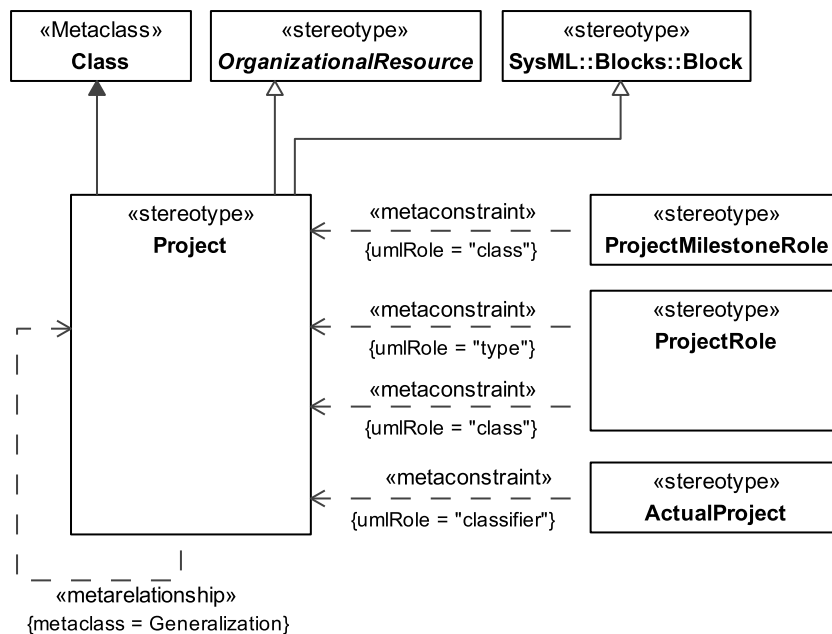 «Metaclass»
Class
«stereotype»
OrganizationalResource
«stereotype»
SysML::Blocks::Block
«stereotype»
Project
«metaconstraint»
{umlRole = "class"}
«stereotype»
ProjectMilestoneRole
«metaconstraint»
{umlRole = "type"}
«stereotype»
ProjectRole
«metaconstraint»
{umlRole = "class"}
«metaconstraint»
{umlRole = "classifier"}
«stereotype»
ActualProject
«metarelationship»
{metaclass = Generalization}